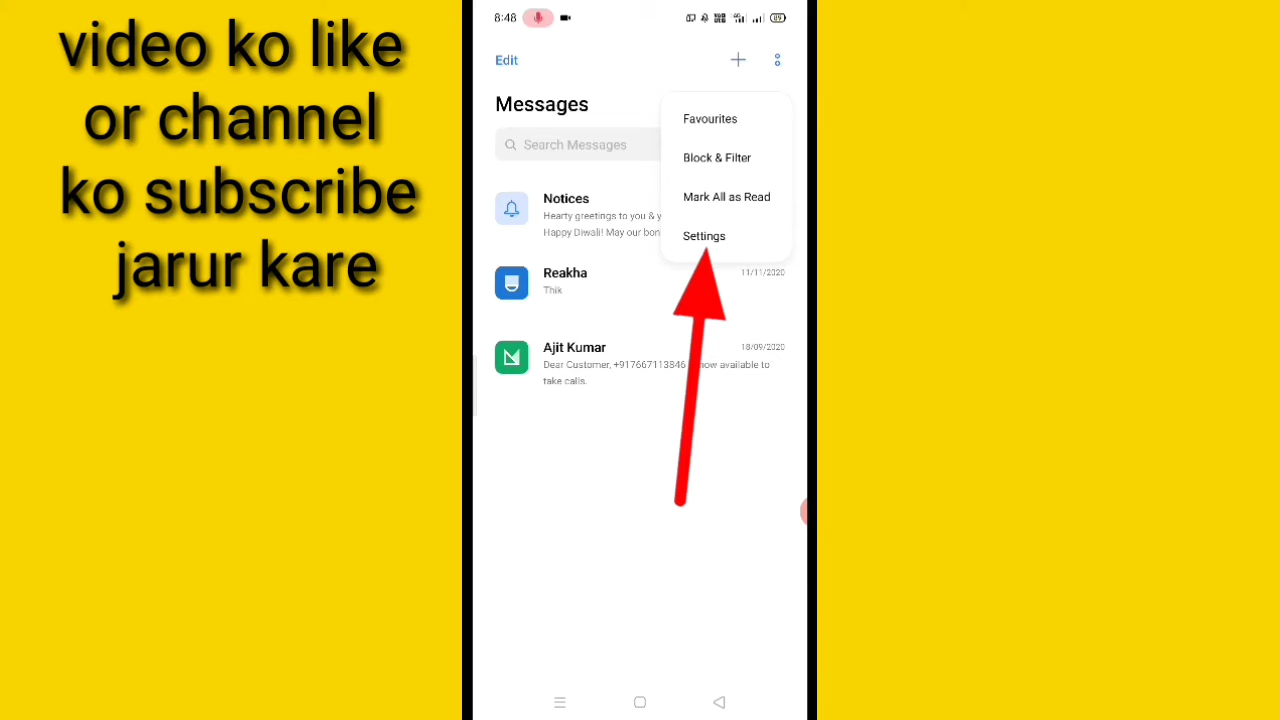 video ko like
or channel
ko subscribe
jarur kare
8:48
Edit
Messages
Search Messages
Favourites
Block & Filter
Mark All as Read
Settings
Notices
Hearty greetings to you & y
Happy Diwali! May our bon
Reakha
11/11/2020
Thik
Ajit Kumar
18/09/2020
Dear Customer, +917667113846 now available to
take calls.